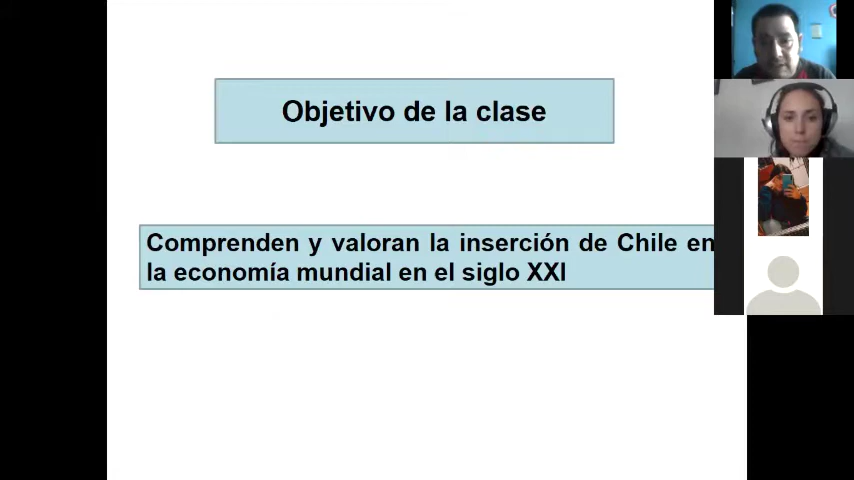 Objetivo de la clase
Comprenden y valoran la inserción de Chile en
la economía mundial en el siglo XXI